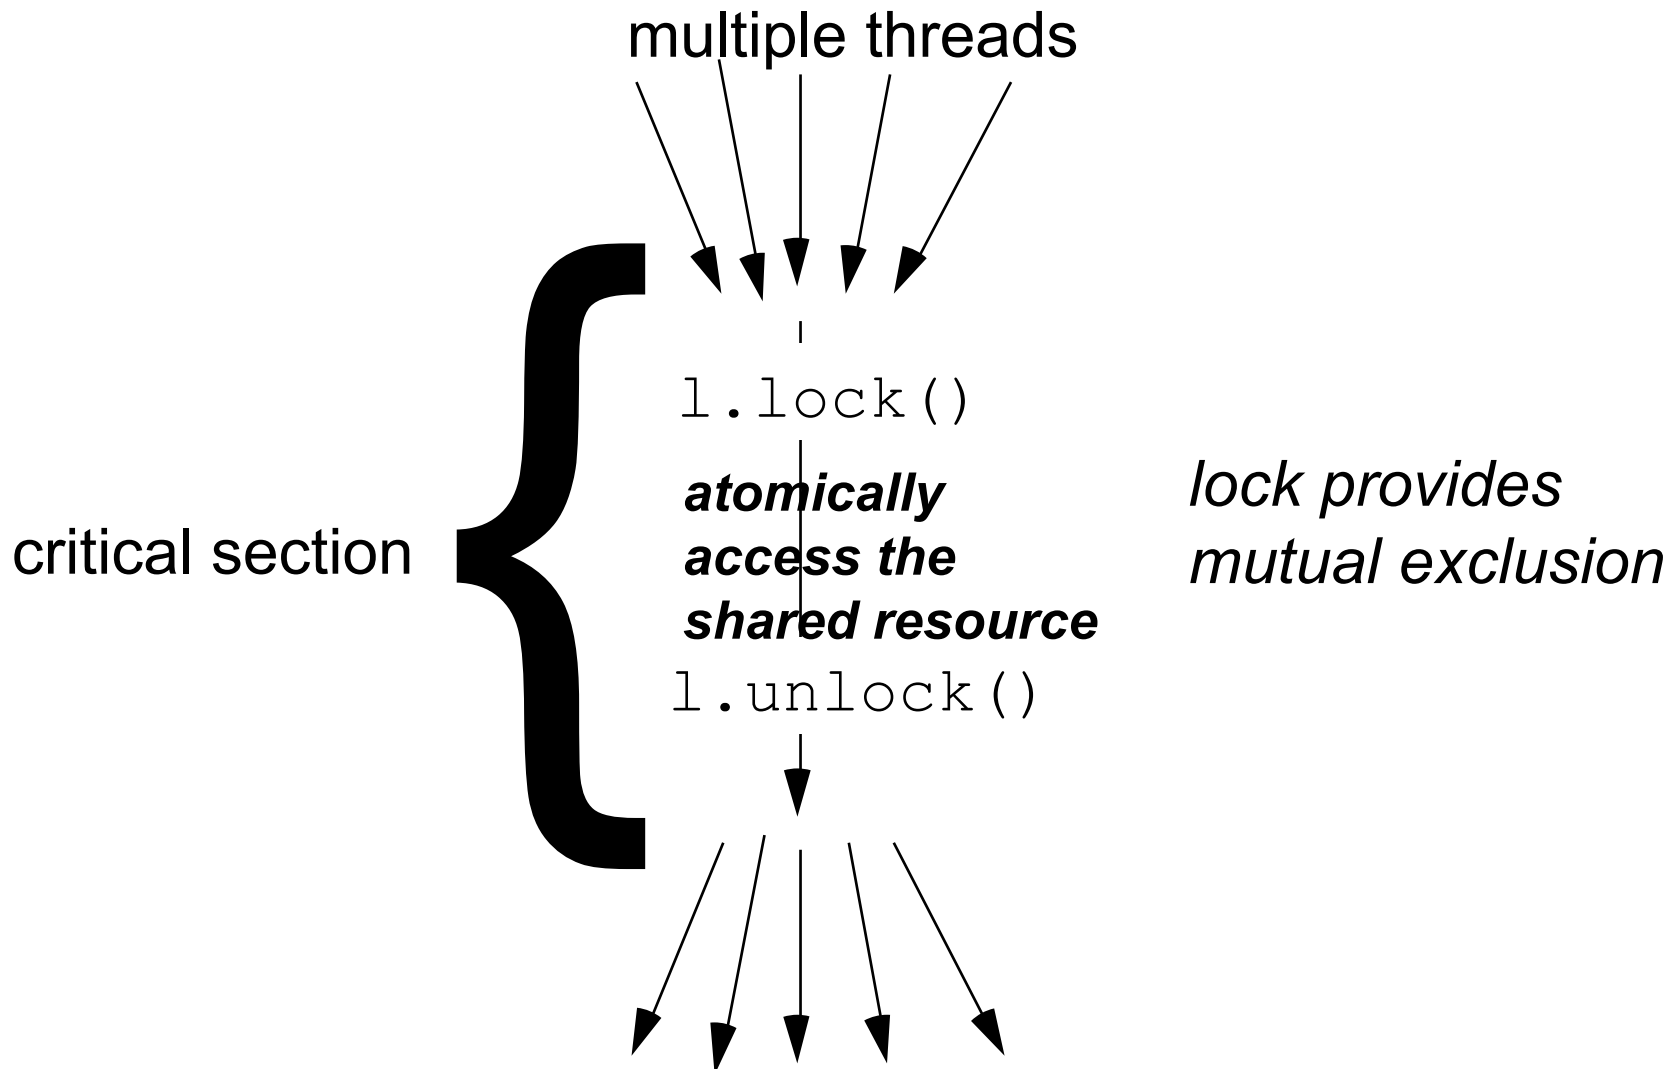 multiple threads
l.lock()
atomically
access the
shared resource
l.unlock()
critical section
lock provides
mutual exclusion